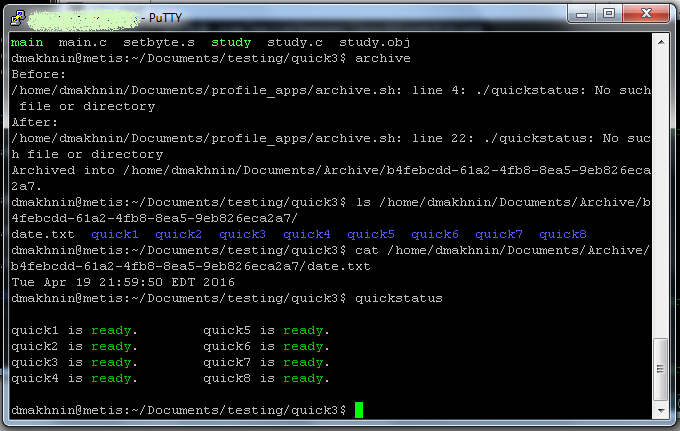 - PuTTY
main  main.c  setbyte.s  study  study.c  study.obj
dmakhnin@metis:~/Documents/testing/quick3$ archive
Before:
/home/dmakhnin/Documents/profile_apps/archive.sh: line 4: ./quickstatus: No such
 file or directory
After:
/home/dmakhnin/Documents/profile_apps/archive.sh: line 22: ./quickstatus: No suc
h file or directory
Archived into /home/dmakhnin/Documents/Archive/b4febcdd-61a2-4fb8-8ea5-9eb826eca
2a7.
dmakhnin@metis:~/Documents/testing/quick3$ ls /home/dmakhnin/Documents/Archive/b
4febcdd-61a2-4fb8-8ea5-9eb826eca2a7/
date.txt  quick1  quick2  quick3  quick4  quick5  quick6  quick7  quick8
dmakhnin@metis:~/Documents/testing/quick3$ cat /home/dmakhnin/Documents/Archive/
b4febcdd-61a2-4fb8-8ea5-9eb826eca2a7/date.txt
Tue Apr 19 21:59:50 EDT 2016
dmakhnin@metis:~/Documents/testing/quick3$ quickstatus
quick1 is ready.        quick5 is ready.
quick2 is ready.        quick6 is ready.
quick3 is ready.        quick7 is ready.
quick4 is ready.        quick8 is ready.
dmakhnin@metis:~/Documents/testing/quick3$